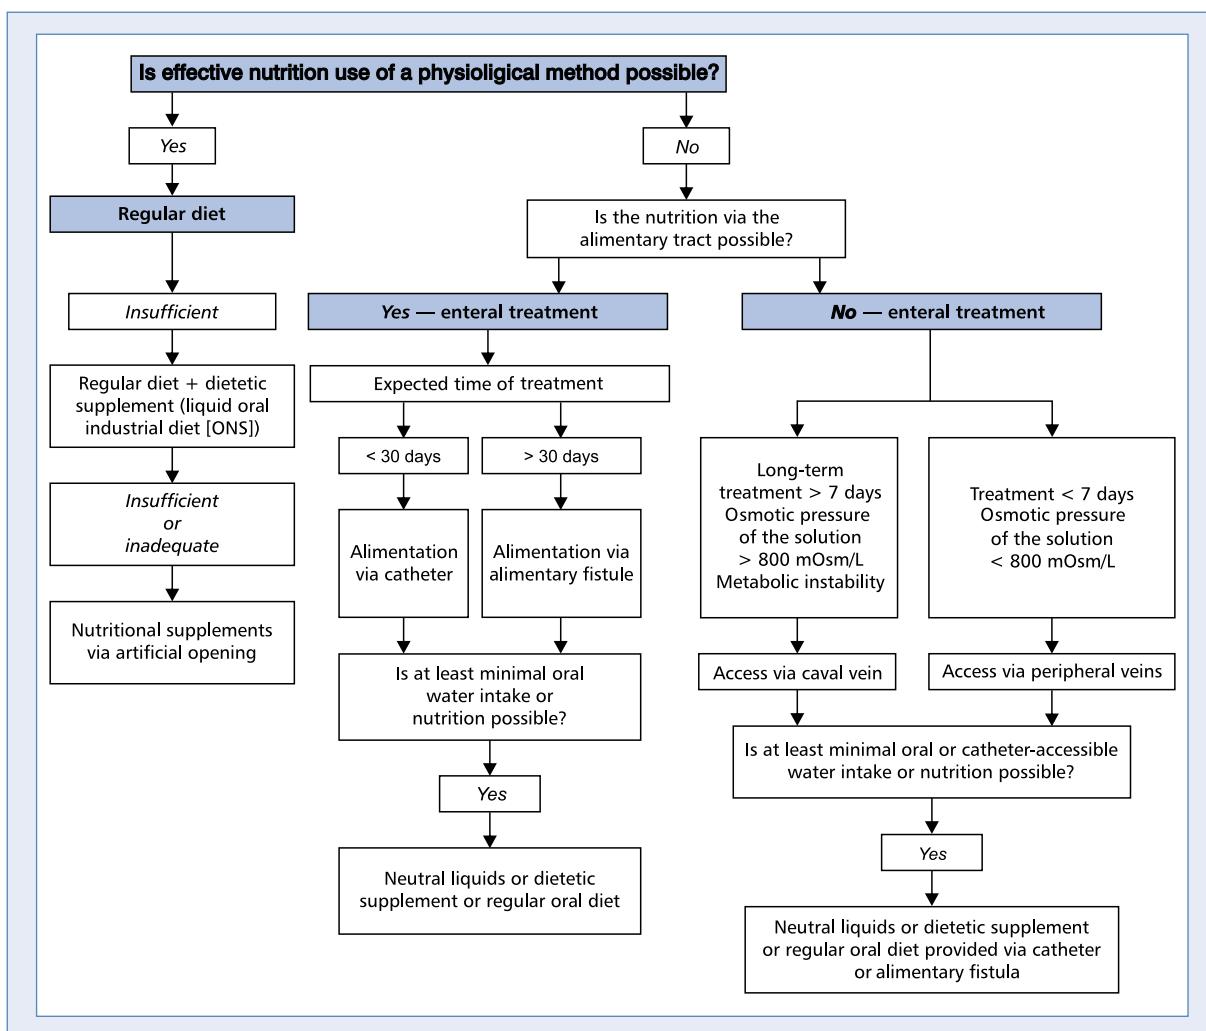 Is effective nutrition use of a physioligical method possible?
Yes
No
Regular diet
Is the nutrition via the
alimentary tract possible?
Insufficient
Yes — enteral treatment
No — enteral treatment
Regular diet + dietetic
supplement (liquid oral
industrial diet [ONS])
Expected time of treatment
< 30 days
> 30 days
Insufficient
or
inadequate
Alimentation
via catheter
Alimentation via
alimentary fistule
Long-term
treatment > 7 days
Osmotic pressure
of the solution
> 800 mOsm/L
Metabolic instability
Treatment < 7 days
Osmotic pressure
of the solution
< 800 mOsm/L
Nutritional supplements
via artificial opening
Is at least minimal oral
water intake or
nutrition possible?
Access via caval vein
Access via peripheral veins
Is at least minimal oral or catheter-accessible
water intake or nutrition possible?
Yes
Yes
Neutral liquids or dietetic
supplement or regular oral diet
Neutral liquids or dietetic supplement
or regular oral diet provided via catheter
or alimentary fistula